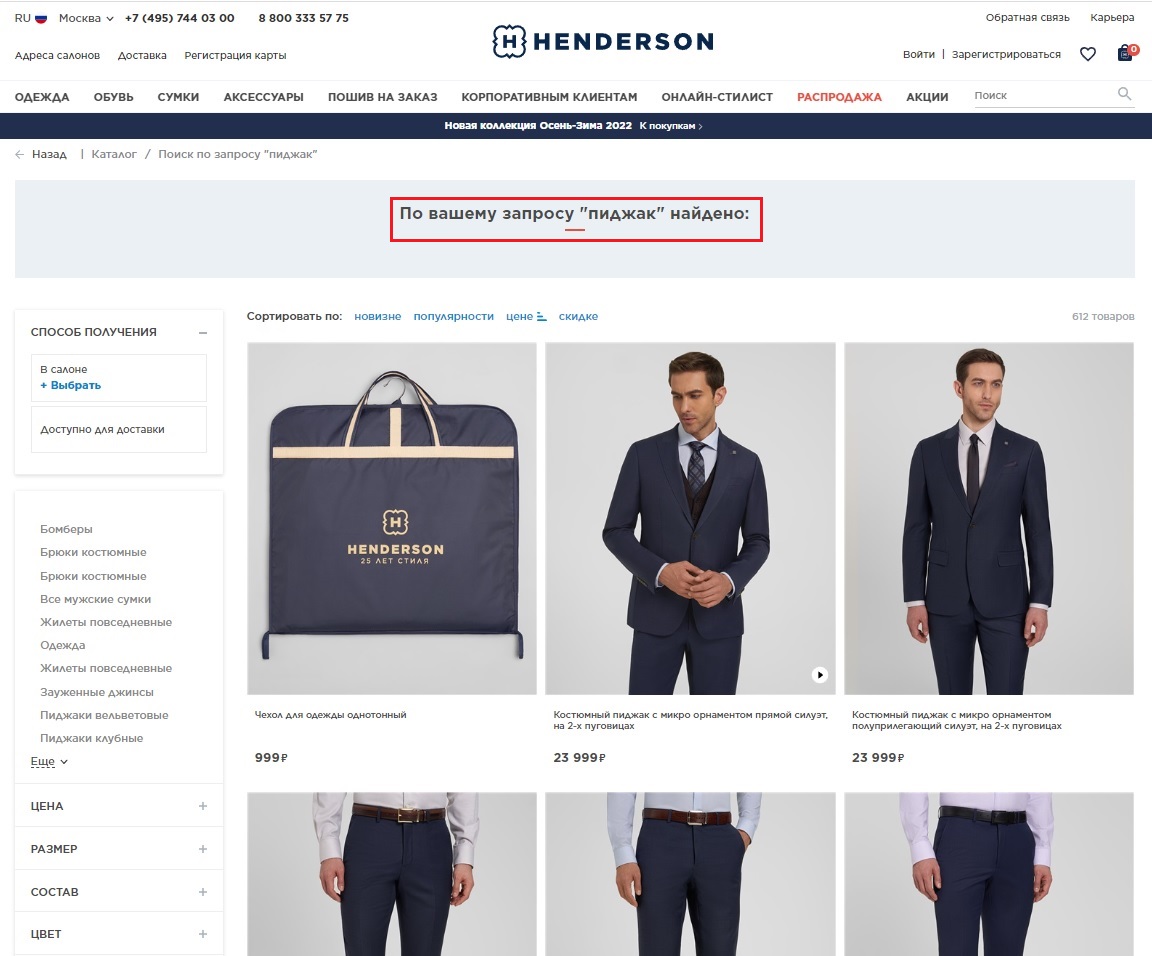 RU Москва +7 (495) 744 03 00 8 800 333 57 75
Обратная связь Карьера
HENDERSON
Адреса салонов Доставка Регистрация карты
Войти | Зарегистрироваться 0
ОДЕЖДА ОБУВЬ СУМКИ АКСЕССУАРЫ ПОШИВ НА ЗАКАЗ КОРПОРАТИВНЫМ КЛИЕНТАМ ОНЛАЙН-СТИЛИСТ РАСПРОДАЖА АКЦИИ Поиск
Новая коллекция Осень-Зима 2022 К покупкам
Назад | Каталог / Поиск по запросу "пиджак"
По вашему запросу "пиджак" найдено:
СПОСОБ ПОЛУЧЕНИЯ
В салоне
+ Выбрать
Доступно для доставки
Бомберы
Брюки костюмные
Брюки костюмные
Все мужские сумки
Жилеты повседневные
Одежда
Жилеты повседневные
Зауженные джинсы
Пиджаки вельветовые
Пиджаки клубные
Еще
ЦЕНА
РАЗМЕР
СОСТАВ
ЦВЕТ
Сортировать по: новизне популярности цене скидке
612 товаров
H
HENDERSON
25 ЛЕТ СТИЛЯ
Чехол для одежды однотонный
999₽
Костюмный пиджак с микро орнаментом прямой силуэт,
на 2-х пуговицах
23 999₽
Костюмный пиджак с микро орнаментом
полуприлегающий силуэт, на 2-х пуговицах
23 999₽